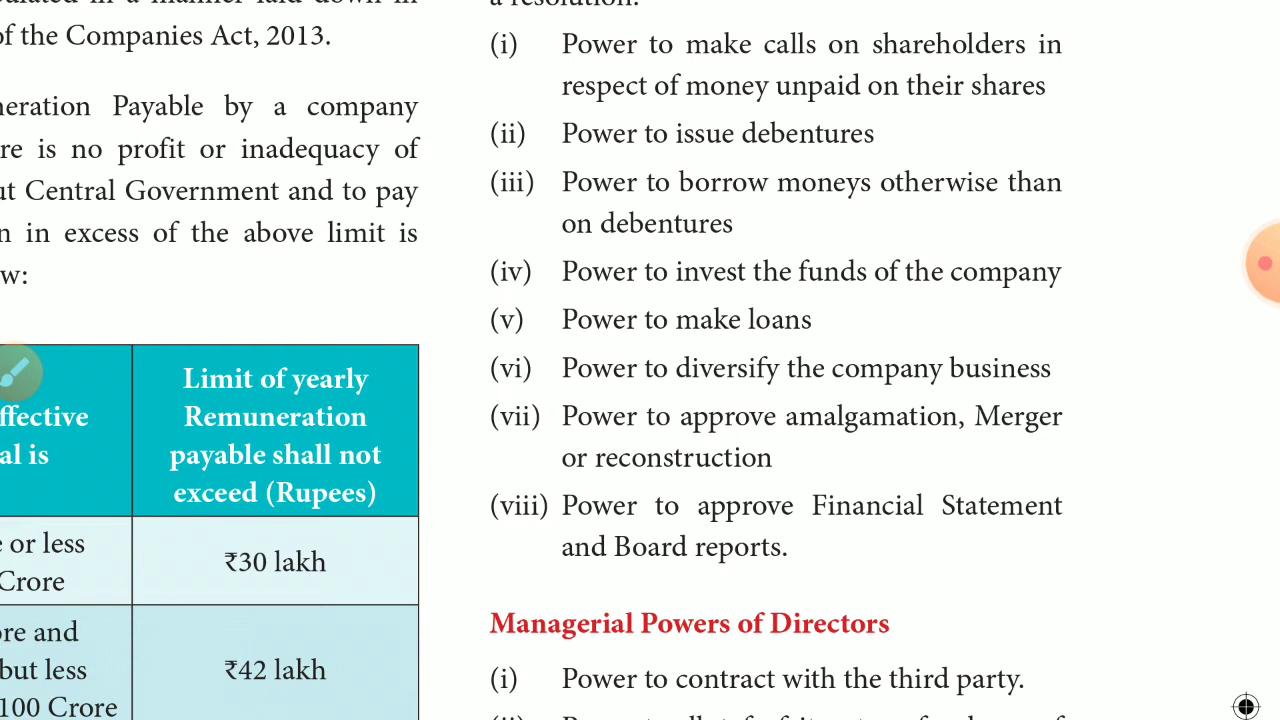 of the Companies Act, 2013.
Payable by a company
is no profit or inadequacy of
Central Government and to pay
in excess of the above limit is
is
Limit of yearly
Remuneration
payable shall not
exceed (Rupees)
or less
Crore
₹30 lakh
and
but less
100 Crore
₹42 lakh
a resolution.
(i) Power to make calls on shareholders in
respect of money unpaid on their shares
(ii) Power to issue debentures
(iii) Power to borrow moneys otherwise than
on debentures
(iv) Power to invest the funds of the company
(v) Power to make loans
(vi) Power to diversify the company business
(vii) Power to approve amalgamation, Merger
or reconstruction
(viii) Power to approve Financial Statement
and Board reports.
Managerial Powers of Directors
(i) Power to contract with the third party.